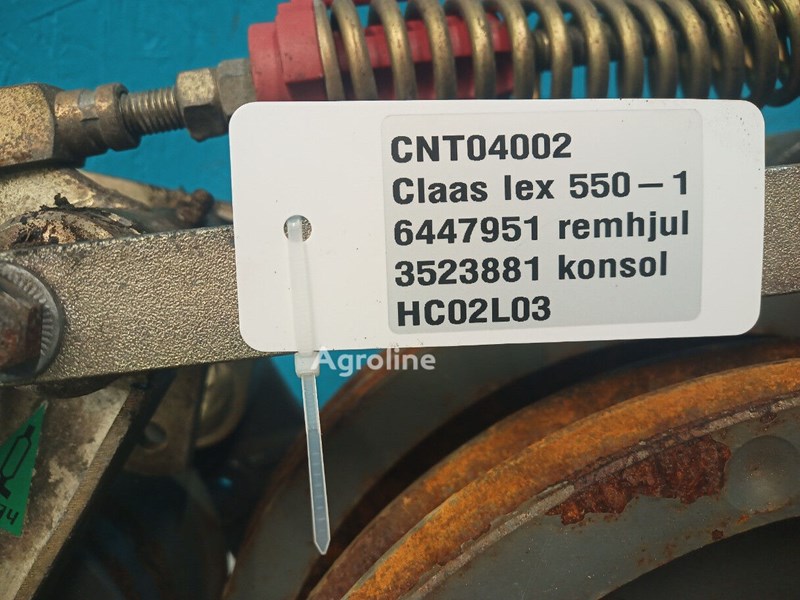 CNT04002
Claas lex 550-1
6447951 remhjul
3523881 konsol
HC02L03
Agroline